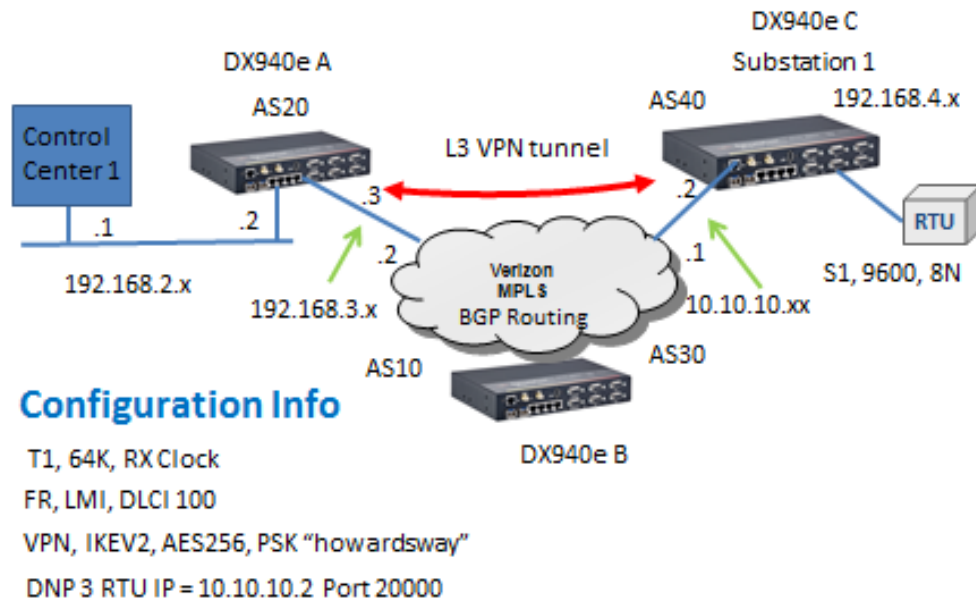 DX940e C
DX940e A
Substation 1
AS20
AS40
192.168.4.x
Control
Center 1
L3 VPN tunnel
.1
.2
.3
.2
RTU
.2
.1
192.168.2.x
Verizon
MPLS
S1, 9600, 8N
192.168.3.x
BGP Routing
10.10.10.xx
AS10
AS30
Configuration Info
DX940e B
T1, 64K, RX Clock
FR, LMI, DLCI 100
VPN, IKEV2, AES256, PSK “howardsway”
DNP 3 RTU IP = 10.10.10.2 Port 20000